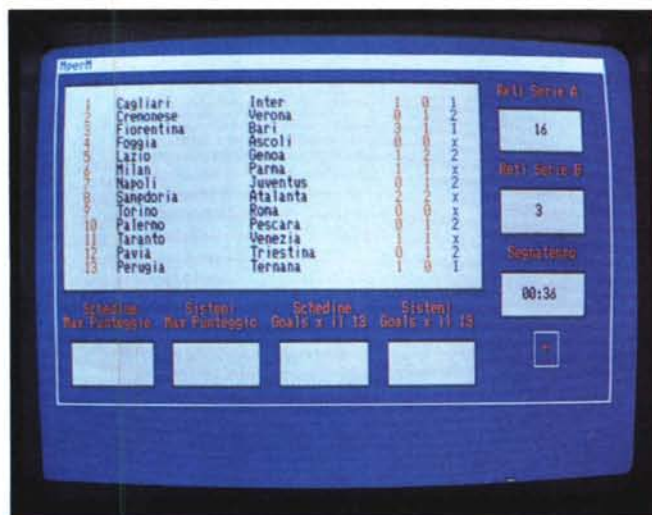 MperM
1 Cagliari Inter 1 0 1
2 Cremonese Verona 0 1 2
3 Fiorentina Bari 3 1 1
4 Foggia Ascoli 0 0 x
5 Lazio Genoa 1 2 2
6 Milan Parma 1 1 x
7 Napoli Juventus 0 1 2
8 Sampdoria Atalanta 2 2 x
9 Torino Roma 0 0 x
10 Palermo Pescara 0 1 2
11 Taranto Venezia 1 1 x
12 Pavia Triestina 0 1 2
13 Perugia Ternana 1 0 1
Reti Serie A
16
Reti Serie B
3
Segnatempo
00:36
Schedine
Max Punteggio
Sistemi
Max Punteggio
Schedine
Goals x il 13
Sistemi
Goals x il 13